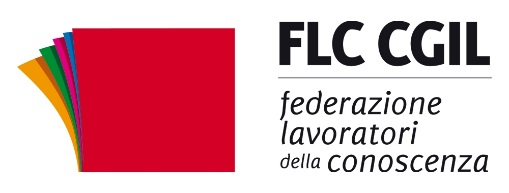 FLC CGIL
federazione
lavoratori
della conoscenza